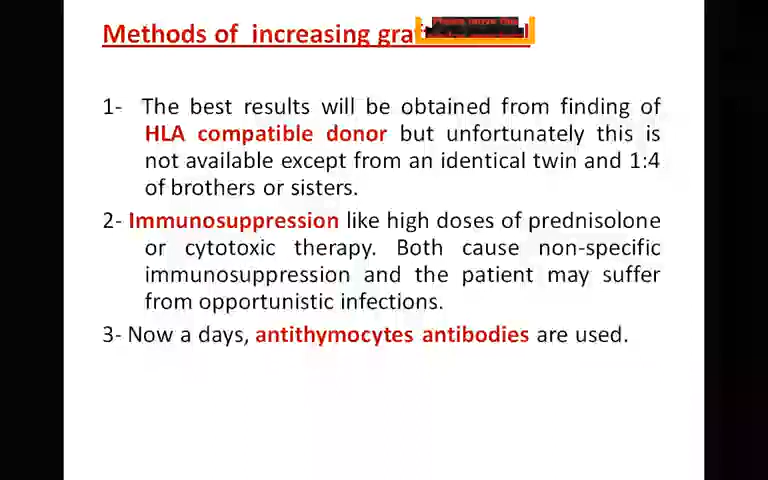 Methods of increasing
1- The best results will be obtained from finding of
HLA compatible donor but unfortunately this is
not available except from an identical twin and 1:4
of brothers or sisters.
2- Immunosuppression like high doses of prednisolone
or cytotoxic therapy. Both cause non-specific
immunosuppression and the patient may suffer
from opportunistic infections.
3- Now a days, antithymocytes antibodies are used.